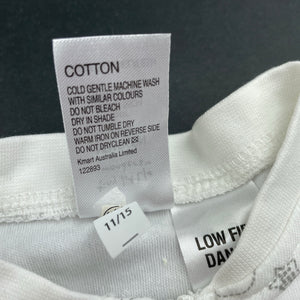 COTTON
COLD GENTLE MACHINE WASH
WITH SIMILAR COLOURS
DO NOT BLEACH
DRY IN SHADE
DO NOT TUMBLE DRY
WARM IRON ON REVERSE SIDE
DO NOT DRYCLEAN
Kmart Australia Limited
122893
11/15
LOW FI
DAN